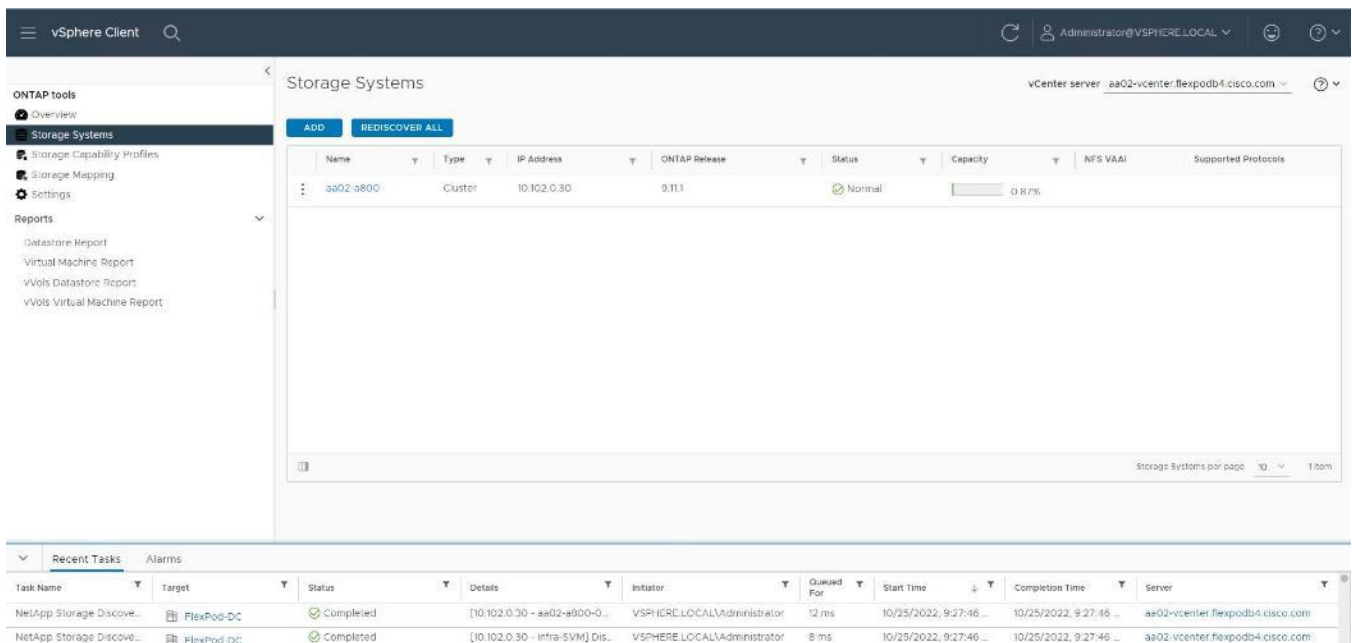 vSphere Client
Administrator@VSPHERE.LOCAL
ONTAP tools
Overview
Storage Systems
Storage Capability Profiles
Storage Mapping
Settings
Reports
Datastore Report
Virtual Machine Report
vVols Datastore Report
vVols Virtual Machine Report
Storage Systems
vCenter server aa02-vcenter.flexpodb4.cisco.com
ADD REDISCOVER ALL
Name Type IP Address ONTAP Release Status Capacity NFS VAAI Supported Protocols
aa02-a800 Cluster 10.102.0.30 9.11.1 Normal 0.87%
Storage Systems per page 10 1 Item
Recent Tasks Alarms
Task Name Target Status Details Initiator Queued For Start Time Completion Time Server
NetApp Storage Discove... FlexPod-DC Completed [10.102.0.30 - aa02-a800-0... VSPHERE.LOCAL\Administrator 12 ms 10/25/2022, 9:27:46 ... 10/25/2022, 9:27:46 ... aa02-vcenter.flexpodb4.cisco.com
NetApp Storage Discove... FlexPod-DC Completed [10.102.0.30 - Infra-SVM] Dis... VSPHERE.LOCAL\Administrator 8 ms 10/25/2022, 9:27:46 ... 10/25/2022, 9:27:46 ... aa02-vcenter.flexpodb4.cisco.com